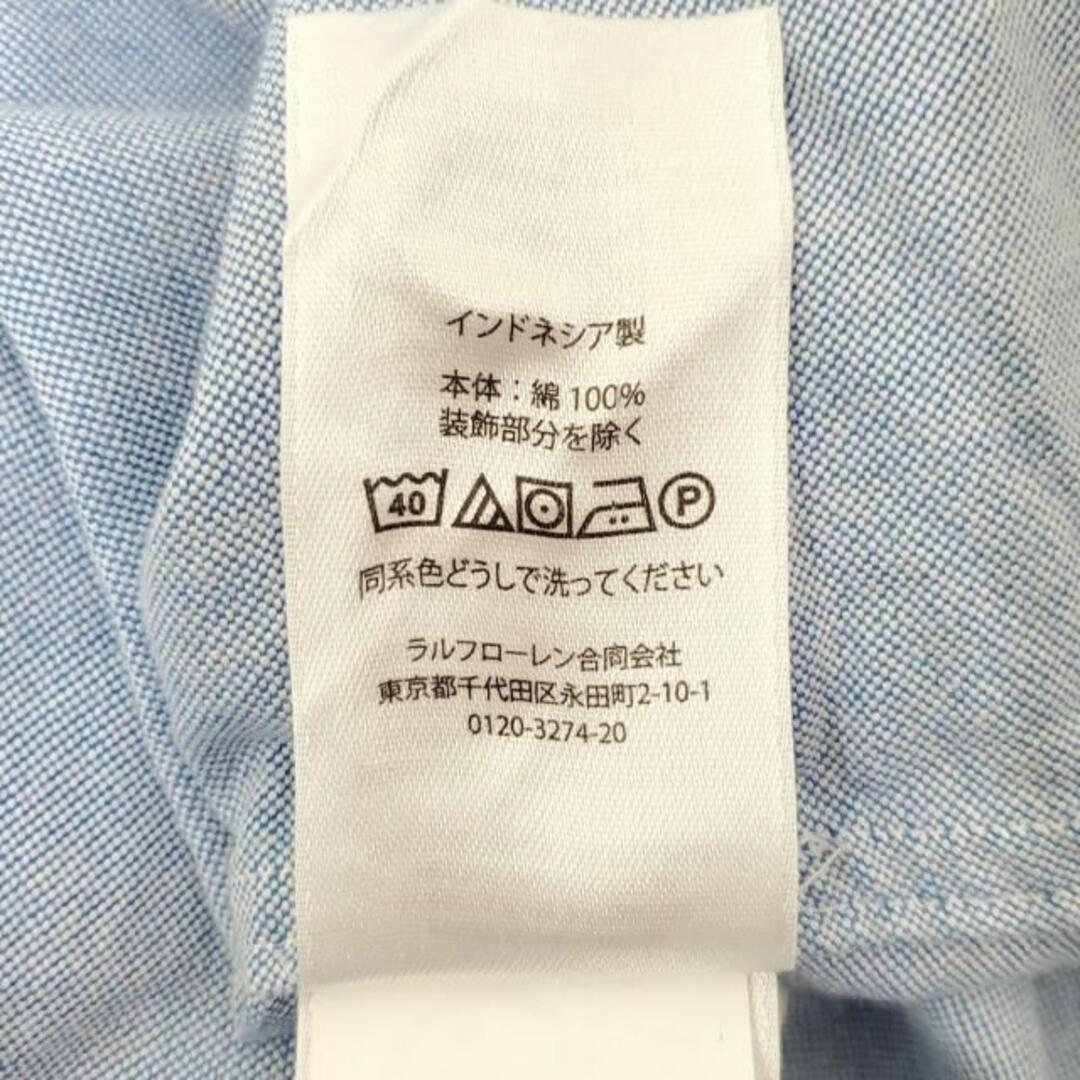 インドネシア製
本体：綿 100%
装飾部分を除く
40 P
同系色どうしで洗ってください
ラルフローレン合同会社
東京都千代田区永田町2-10-1
0120-3274-20